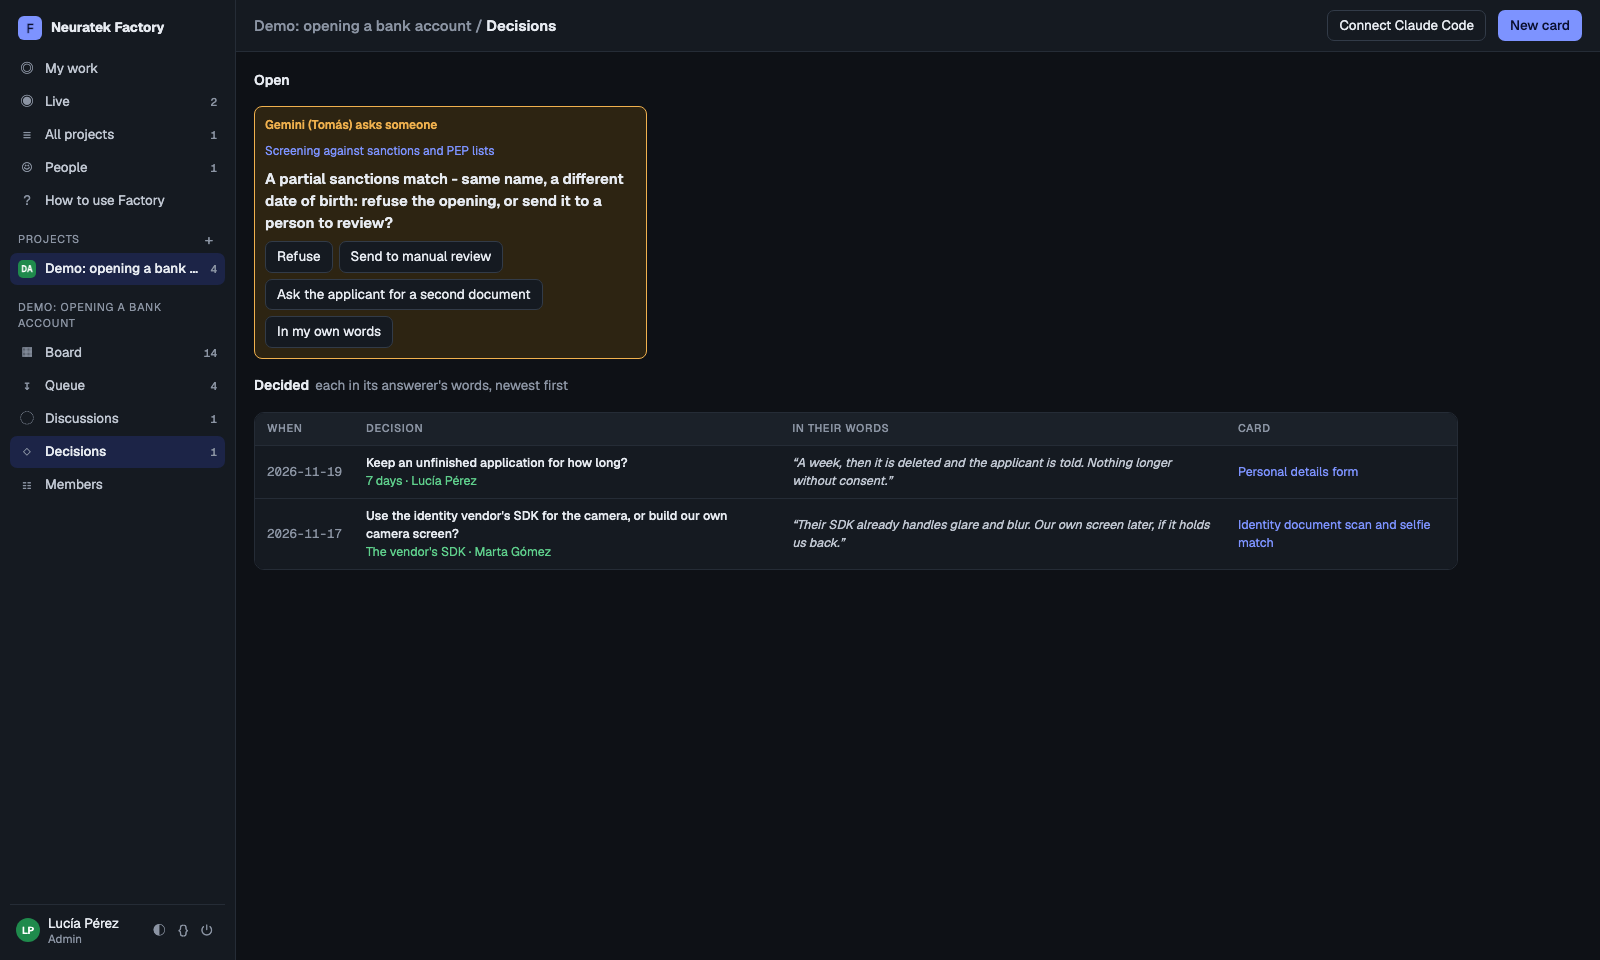 F Neuratek Factory
My work
Live 2
All projects 1
People 1
? How to use Factory
PROJECTS +
DA Demo: opening a bank ... 4
DEMO: OPENING A BANK
ACCOUNT
Board 14
Queue 4
Discussions 1
Decisions 1
Members
LP Lucía Pérez
Admin
{}
Demo: opening a bank account / Decisions
Connect Claude Code
New card
Open
Gemini (Tomás) asks someone
Screening against sanctions and PEP lists
A partial sanctions match - same name, a different
date of birth: refuse the opening, or send it to a
person to review?
Refuse
Send to manual review
Ask the applicant for a second document
In my own words
Decided each in its answerer's words, newest first
WHEN DECISION IN THEIR WORDS CARD
2026-11-19
Keep an unfinished application for how long?
7 days · Lucía Pérez
“A week, then it is deleted and the applicant is told. Nothing longer
without consent.”
Personal details form
2026-11-17
Use the identity vendor's SDK for the camera, or build our own
camera screen?
The vendor's SDK · Marta Gómez
“Their SDK already handles glare and blur. Our own screen later, if it holds
us back.”
Identity document scan and selfie
match